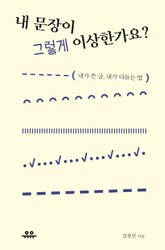 내 문장이
그렇게 이상한가요?
( 내가 쓴 글, 내가 다듬는 법 )
김정선 지음